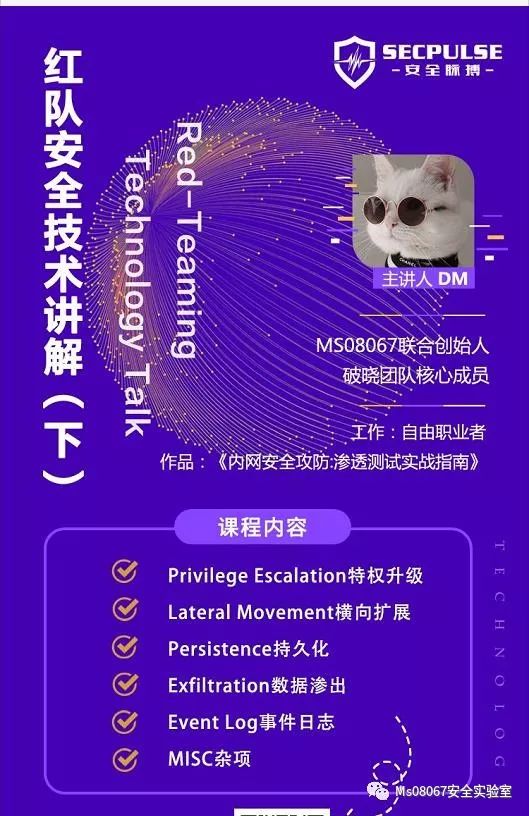 SECPULSE
-安全脉搏-
红队安全技术讲解（下）
Red-Teaming
Technology Talk
主讲人 DM
MS08067联合创始人
破晓团队核心成员
工作：自由职业者
作品：《内网安全攻防:渗透测试实战指南》
课程内容
Privilege Escalation特权升级
Lateral Movement横向扩展
Persistence持久化
Exfiltration数据渗出
Event Log事件日志
MISC杂项
TECHNOLOG
Ms08067安全实验室